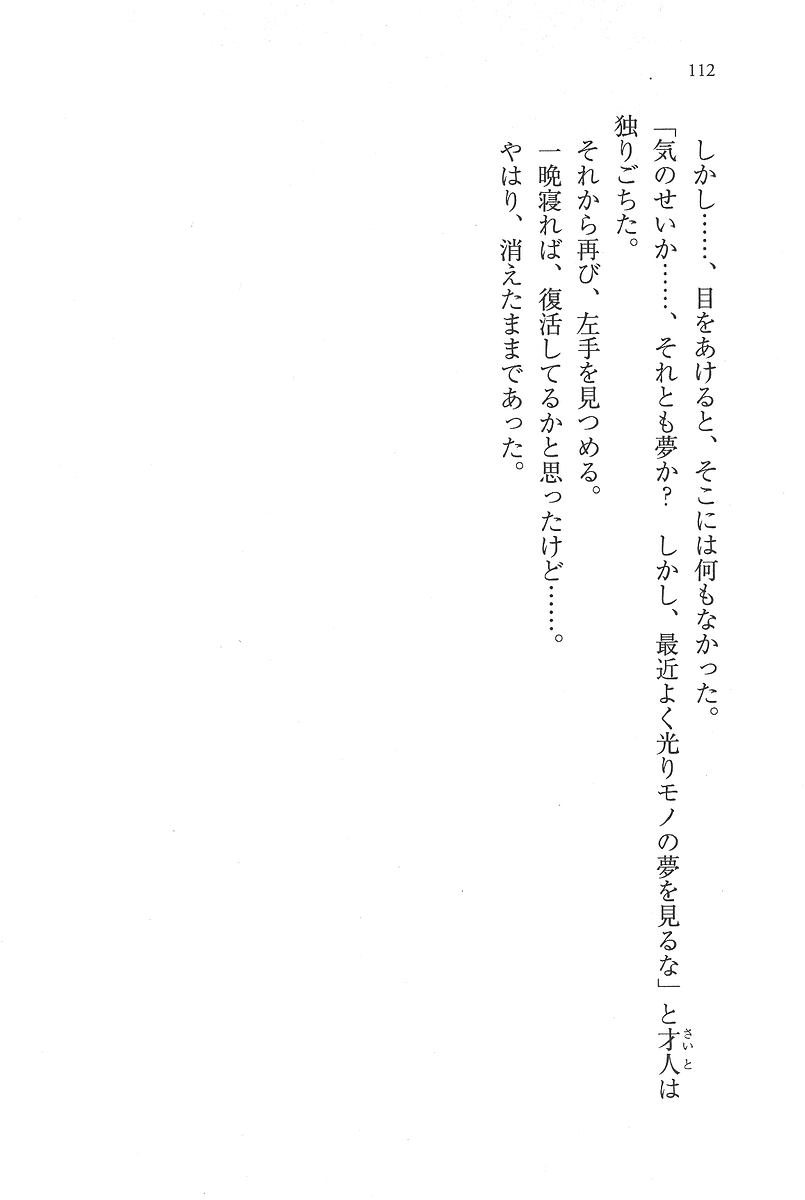 112
しかし……、目をあけると、そこには何もなかった。
「気のせいか……、それとも夢か?　しかし、最近よく光りモノの夢を見るな」と才人は
さいと
独りごちた。
それから再び、左手を見つめる。
一晩寝れば、復活してるかと思ったけど……。
やはり、消えたままであった。